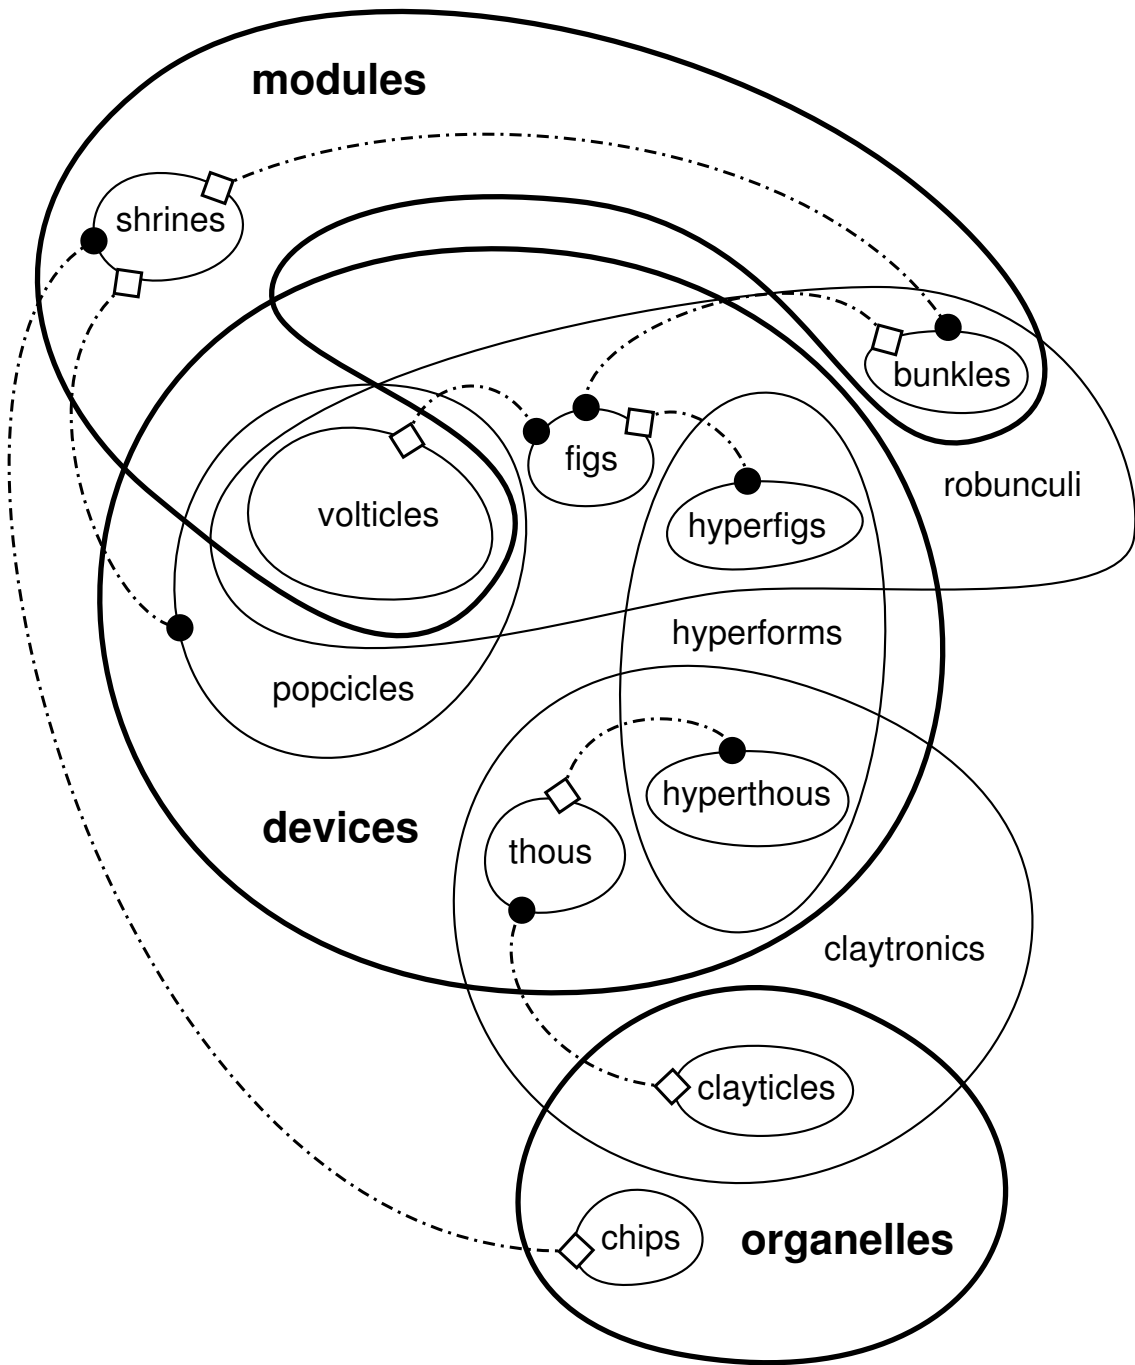 modules
shrines
bunkles
figs
robunculi
volticles
hyperfigs
hyperforms
popcicles
hyperthous
devices
thous
claytronics
clayticles
chips
organelles